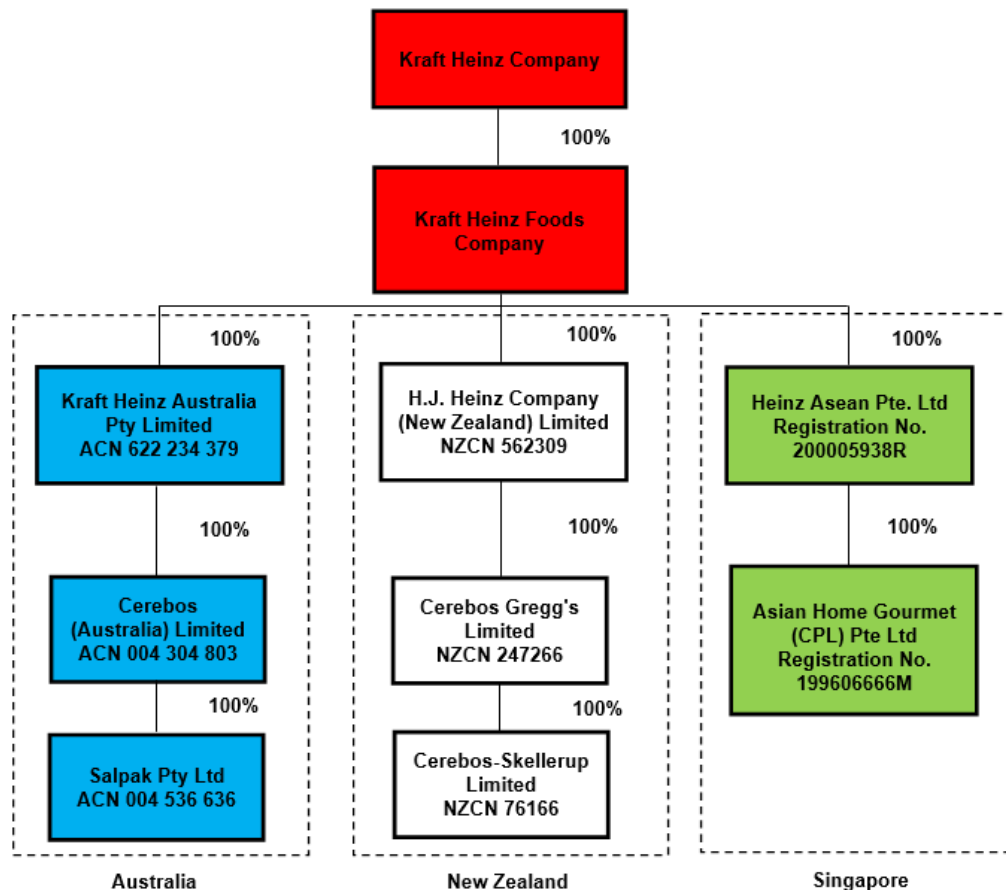 Kraft Heinz Company
100%
Kraft Heinz Foods
Company
100%
100%
100%
Kraft Heinz Australia
Pty Limited
ACN 622 234 379
H.J. Heinz Company
(New Zealand) Limited
NZCN 562309
Heinz Asean Pte. Ltd
Registration No.
200005938R
100%
100%
100%
Cerebos
(Australia) Limited
ACN 004 304 803
Cerebos Gregg's
Limited
NZCN 247266
Asian Home Gourmet
(CPL) Pte Ltd
Registration No.
199606666M
100%
100%
Salpak Pty Ltd
ACN 004 536 636
Cerebos-Skellerup
Limited
NZCN 76166
Australia
New Zealand
Singapore